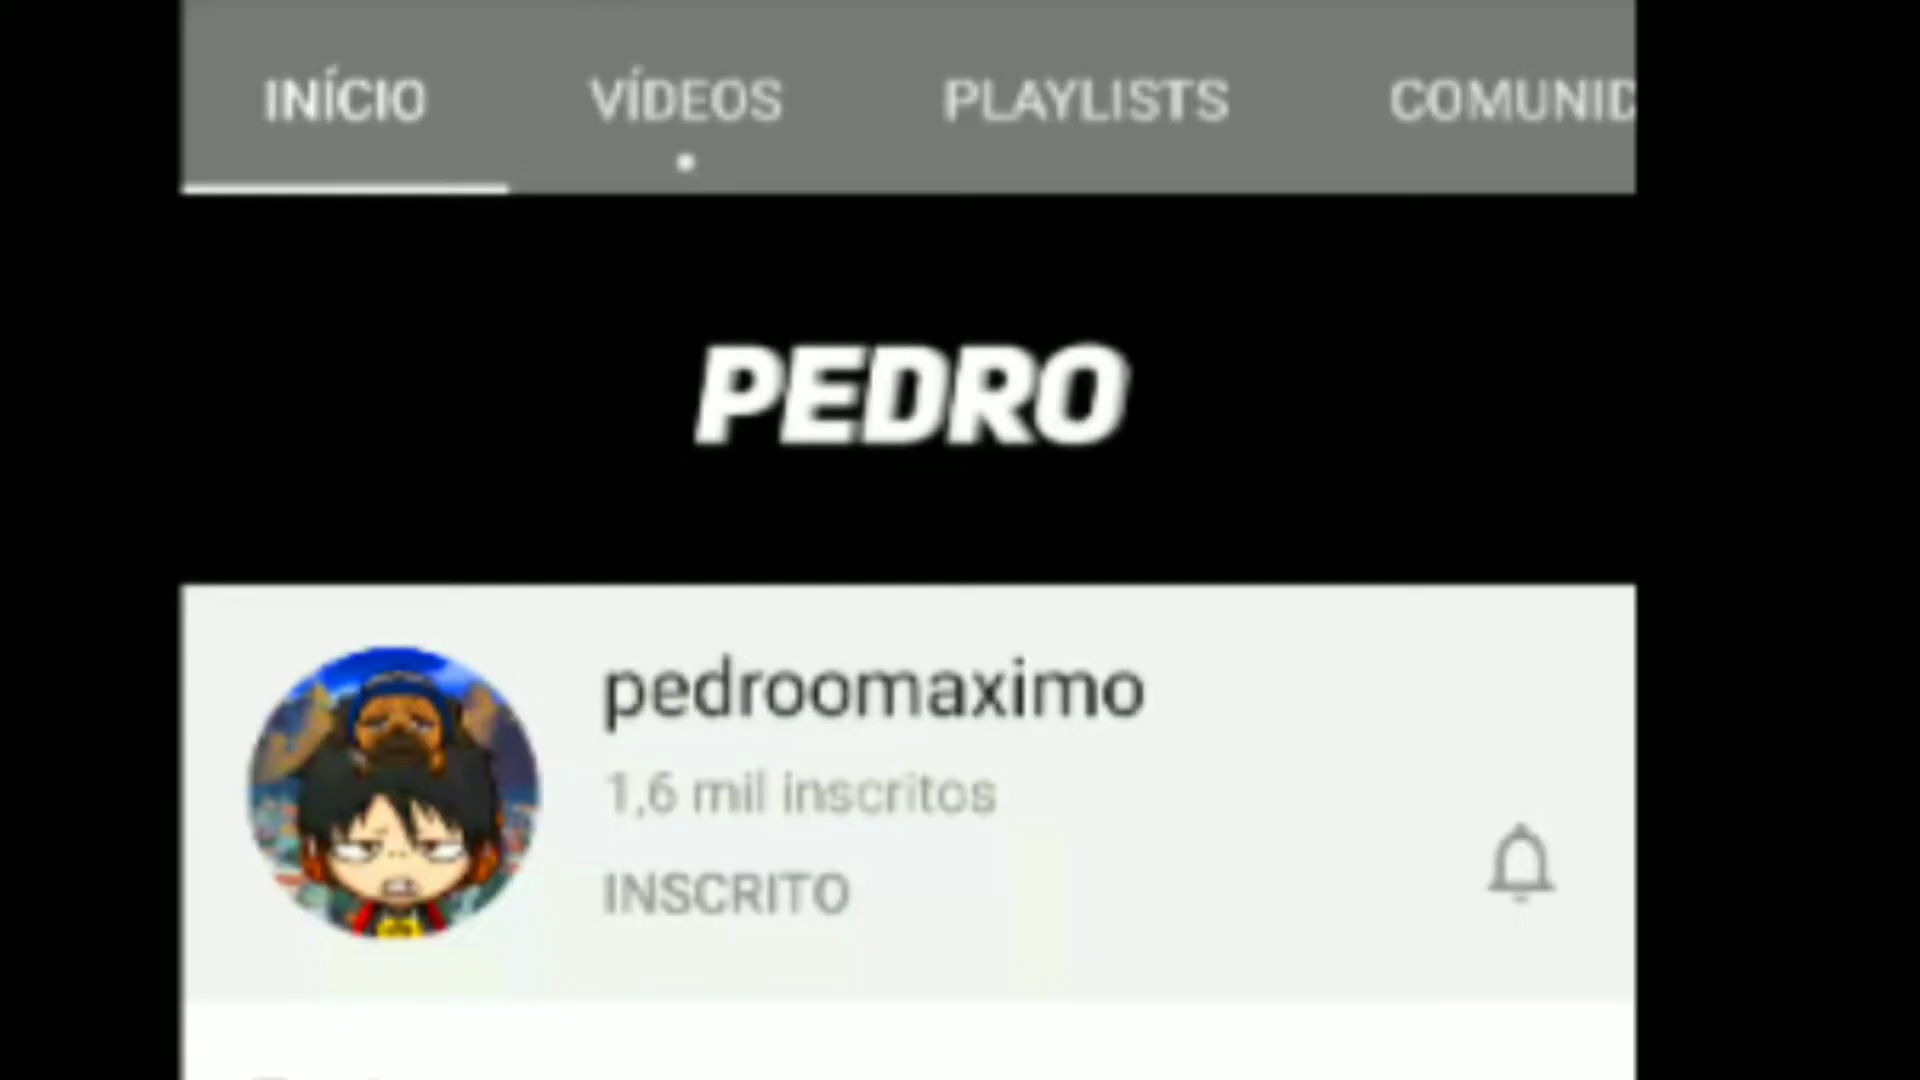 INÍCIO VÍDEOS PLAYLISTS COMUNID
PEDRO
pedroomaximo
1,6 mil inscritos
INSCRITO